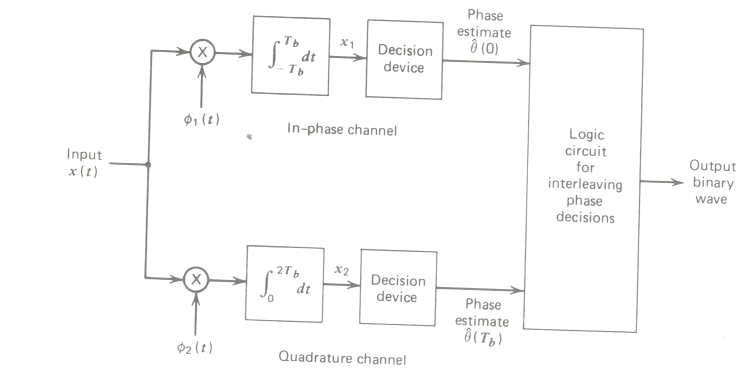 Phase
estimate
θ̂ (0)
∫_{-T_b}^{T_b} dt
x₁
Decision
device
X
ϕ₁ (t)
In-phase channel
Input
x (t)
Logic
circuit
for
interleaving
phase
decisions
Output
binary
wave
X
∫_0^{2T_b} dt
x₂
Decision
device
Phase
estimate
θ̂ (T_b)
ϕ₂ (t)
Quadrature channel